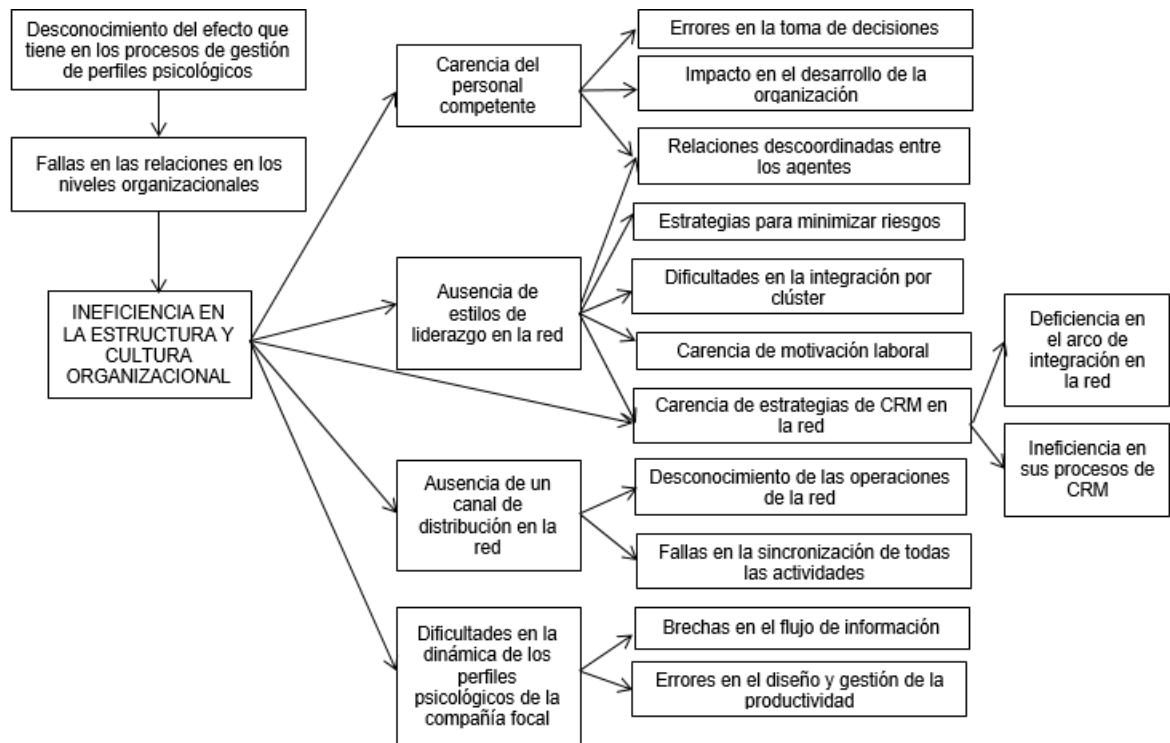 Desconocimiento del efecto que
tiene en los procesos de gestión
de perfiles psicológicos
Fallas en las relaciones en los
niveles organizacionales
INEFICIENCIA EN
LA ESTRUCTURA Y
CULTURA
ORGANIZACIONAL
Carencia del
personal
competente
Ausencia de
estilos de
liderazgo en la red
Ausencia de un
canal de
distribución en la
red
Dificultades en la
dinámica de los
perfiles
psicológicos de la
compañía focal
Errores en la toma de decisiones
Impacto en el desarrollo de la
organización
Relaciones descoordinadas entre
los agentes
Estrategias para minimizar riesgos
Dificultades en la integración por
clúster
Carencia de motivación laboral
Carencia de estrategias de CRM en
la red
Desconocimiento de las operaciones
de la red
Fallas en la sincronización de todas
las actividades
Brechas en el flujo de información
Errores en el diseño y gestión de la
productividad
Deficiencia en
el arco de
integración en
la red
Ineficiencia en
sus procesos de
CRM